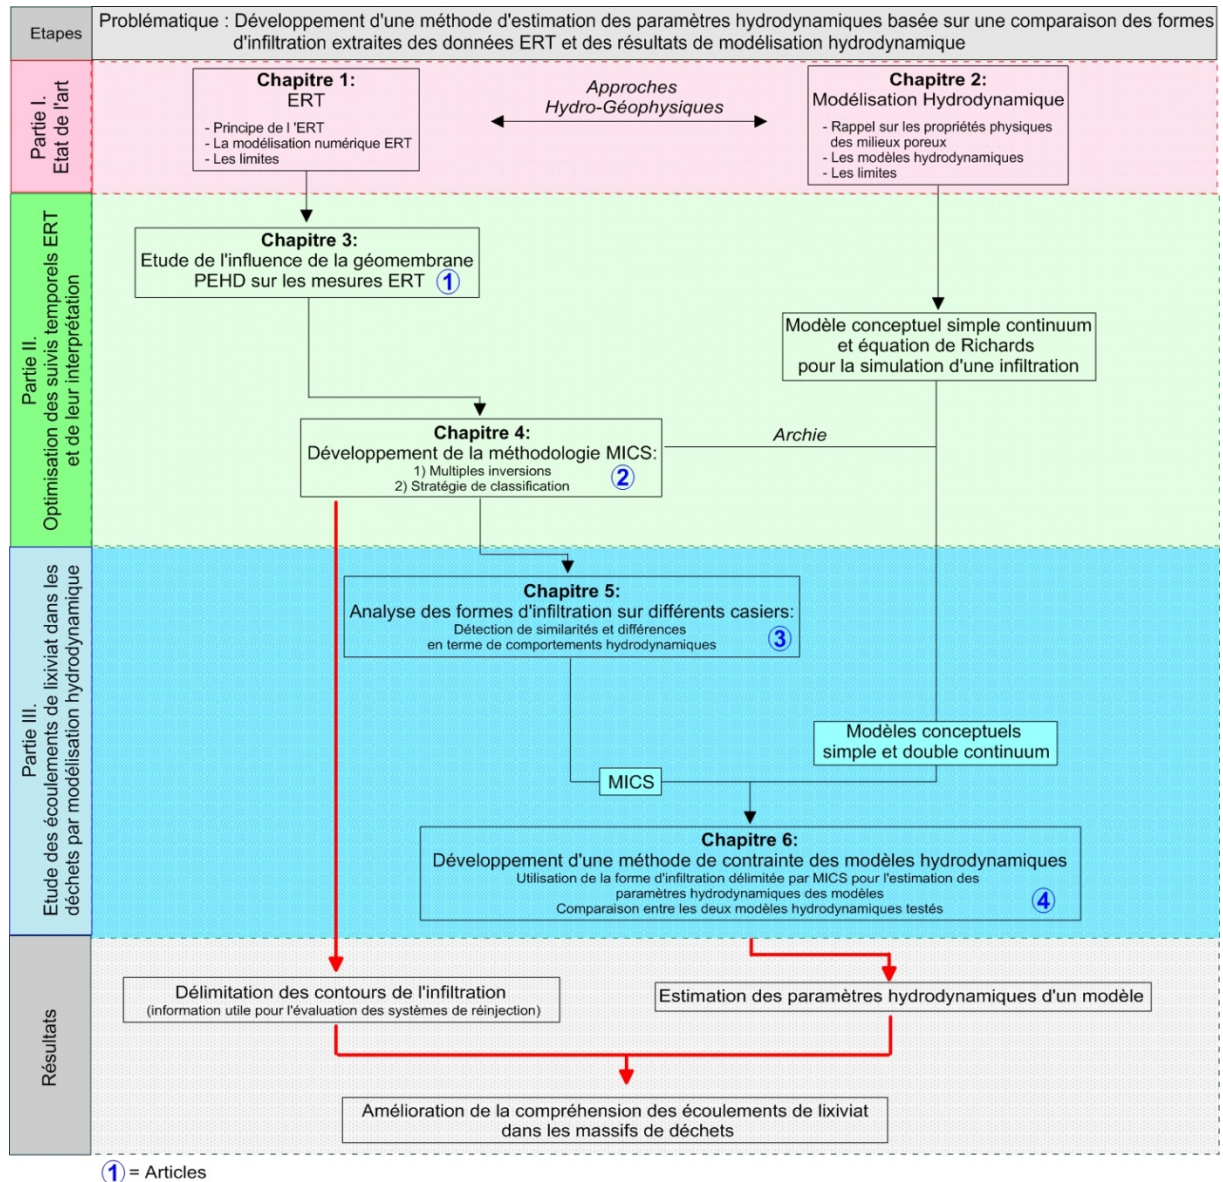 Etapes
Problématique : Développement d'une méthode d'estimation des paramètres hydrodynamiques basée sur une comparaison des formes
d'infiltration extraites des données ERT et des résultats de modélisation hydrodynamique
Partie I.
Etat de l'art
Chapitre 1:
ERT
- Principe de l 'ERT
- La modélisation numérique ERT
- Les limites
Approches
Hydro-Géophysiques
Chapitre 2:
Modélisation Hydrodynamique
- Rappel sur les propriétés physiques
des milieux poreux
- Les modèles hydrodynamiques
- Les limites
Partie II.
Optimisation des suivis temporels ERT
et de leur interprétation
Chapitre 3:
Etude de l'influence de la géomembrane
PEHD sur les mesures ERT
1
Modèle conceptuel simple continuum
et équation de Richards
pour la simulation d'une infiltration
Chapitre 4:
Développement de la méthodologie MICS:
1) Multiples inversions
2) Stratégie de classification
2
Archie
Partie III.
Etude des écoulements de lixiviat dans les
déchets par modélisation hydrodynamique
Chapitre 5:
Analyse des formes d'infiltration sur différents casiers:
Détection de similarités et différences
en terme de comportements hydrodynamiques
3
Modèles conceptuels
simple et double continuum
MICS
Chapitre 6:
Développement d'une méthode de contrainte des modèles hydrodynamiques
Utilisation de la forme d'infiltration délimitée par MICS pour l'estimation des
paramètres hydrodynamiques des modèles
Comparaison entre les deux modèles hydrodynamiques testés
4
Résultats
Délimitation des contours de l'infiltration
(information utile pour l'évaluation des systèmes de réinjection)
Estimation des paramètres hydrodynamiques d'un modèle
Amélioration de la compréhension des écoulements de lixiviat
dans les massifs de déchets
1 = Articles